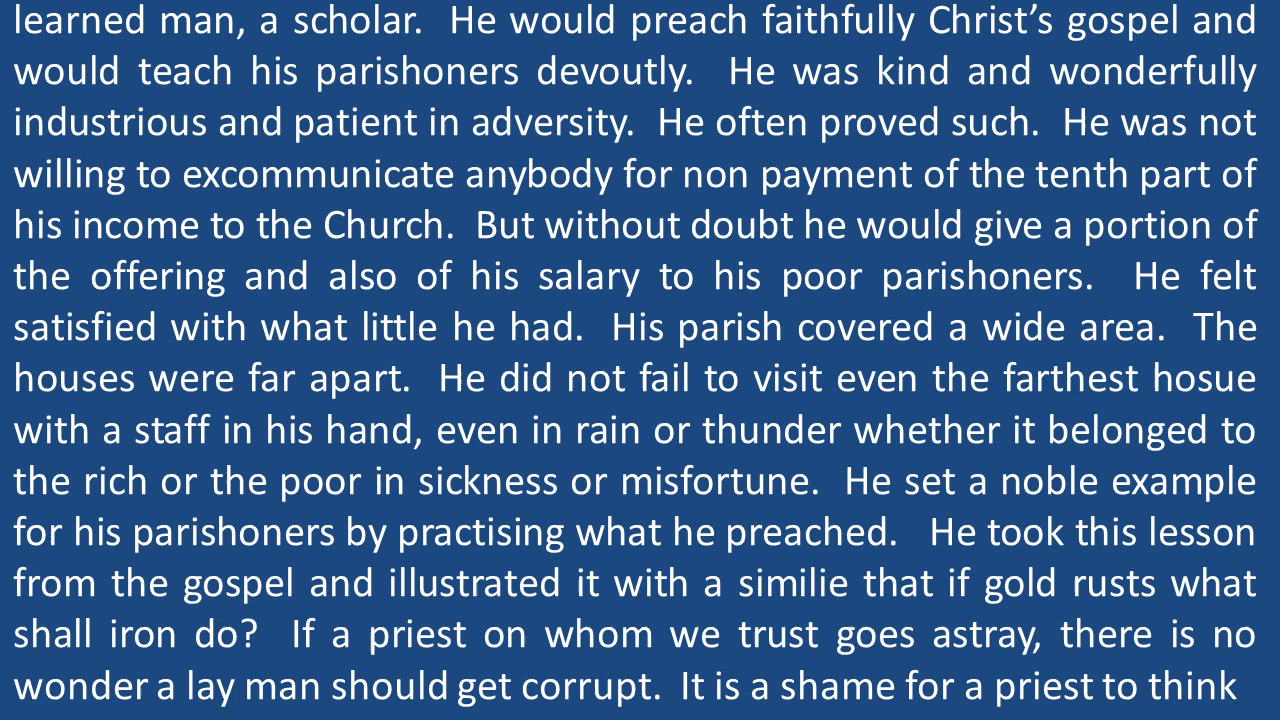 learned man, a scholar.  He would preach faithfully Christ’s gospel and
would teach his parishoners devoutly.  He was kind and wonderfully
industrious and patient in adversity.  He often proved such.  He was not
willing to excommunicate anybody for non payment of the tenth part of
his income to the Church.  But without doubt he would give a portion of
the offering and also of his salary to his poor parishoners.  He felt
satisfied with what little he had.  His parish covered a wide area.  The
houses were far apart.  He did not fail to visit even the farthest hosue
with a staff in his hand, even in rain or thunder whether it belonged to
the rich or the poor in sickness or misfortune.  He set a noble example
for his parishoners by practising what he preached.   He took this lesson
from the gospel and illustrated it with a similie that if gold rusts what
shall iron do?  If a priest on whom we trust goes astray, there is no
wonder a lay man should get corrupt.  It is a shame for a priest to think